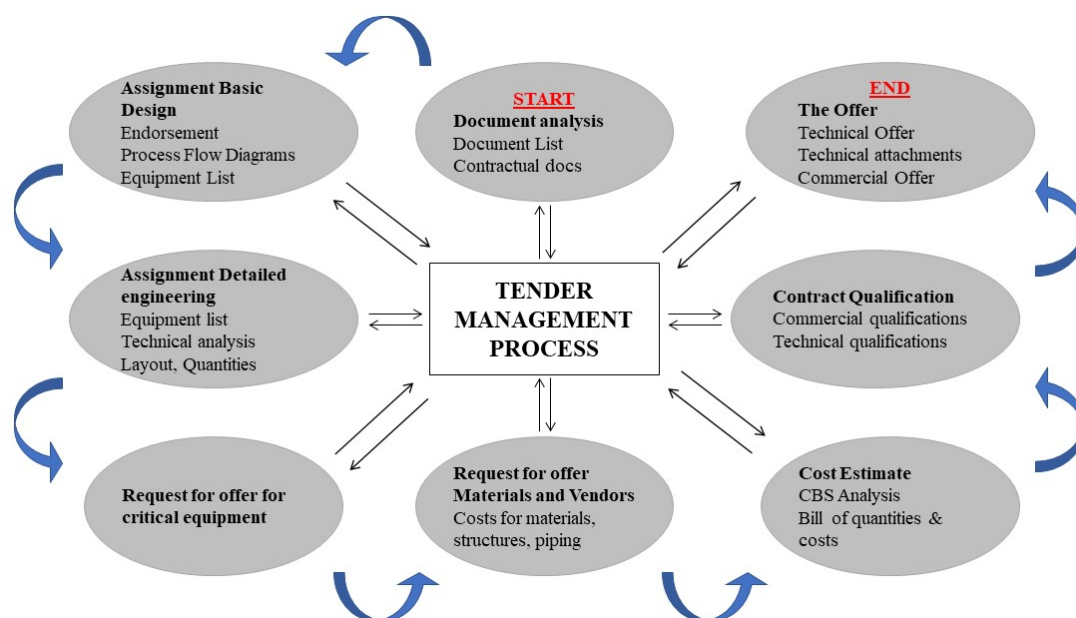 Assignment Basic
Design
Endorsement
Process Flow Diagrams
Equipment List
START
Document analysis
Document List
Contractual docs
END
The Offer
Technical Offer
Technical attachments
Commercial Offer
Assignment Detailed
engineering
Equipment list
Technical analysis
Layout, Quantities
TENDER
MANAGEMENT
PROCESS
Contract Qualification
Commercial qualifications
Technical qualifications
Request for offer for
critical equipment
Request for offer
Materials and Vendors
Costs for materials,
structures, piping
Cost Estimate
CBS Analysis
Bill of quantities &
costs